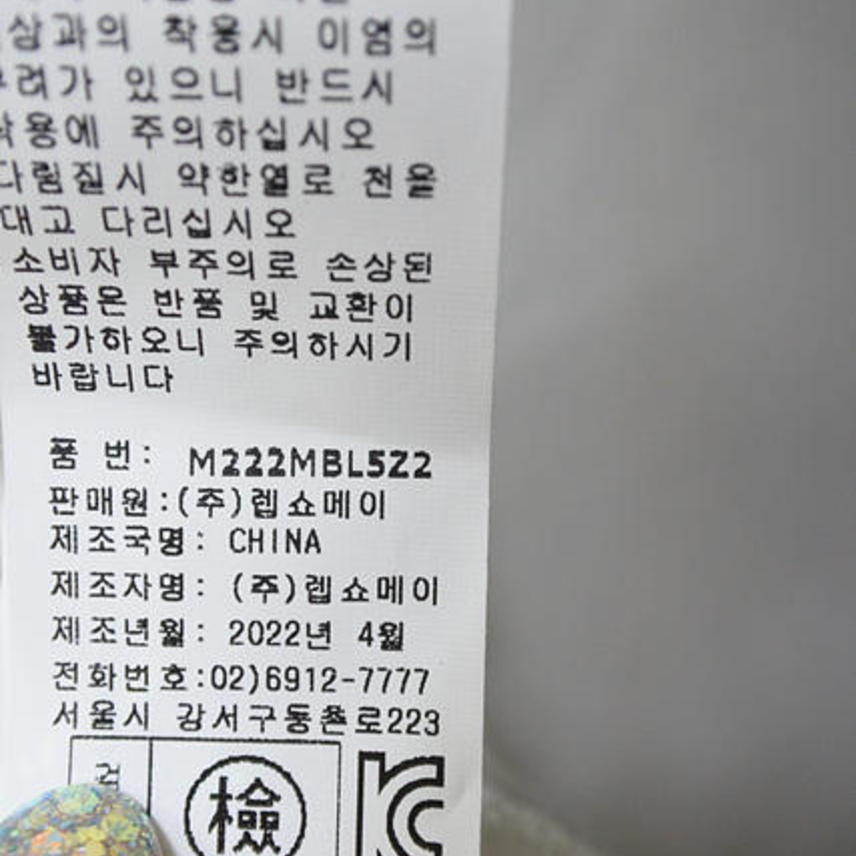 상과의 착용시 이염의
려가 있으니 반드시
착용에 주의하십시오
다림질시 약한열로 천을
대고 다리십시오
소비자 부주의로 손상된
상품은 반품 및 교환이
불가하오니 주의하시기
바랍니다
품 번: M222MBL5Z2
판매원:(주)렙쇼메이
제조국명: CHINA
제조자명: (주)렙쇼메이
제조년월: 2022년 4월
전화번호:02)6912-7777
서울시 강서구등촌로223
검
檢
KC